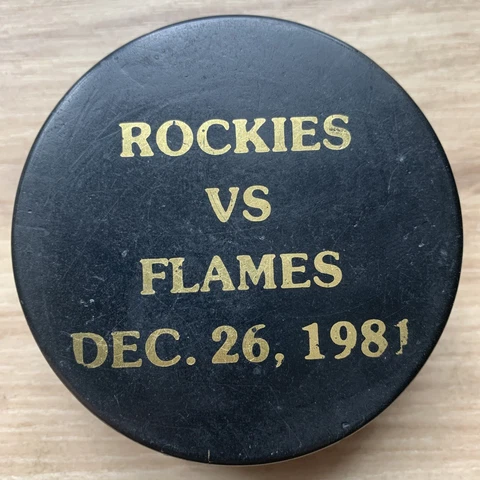 ROCKIES
VS
FLAMES
DEC. 26, 1981